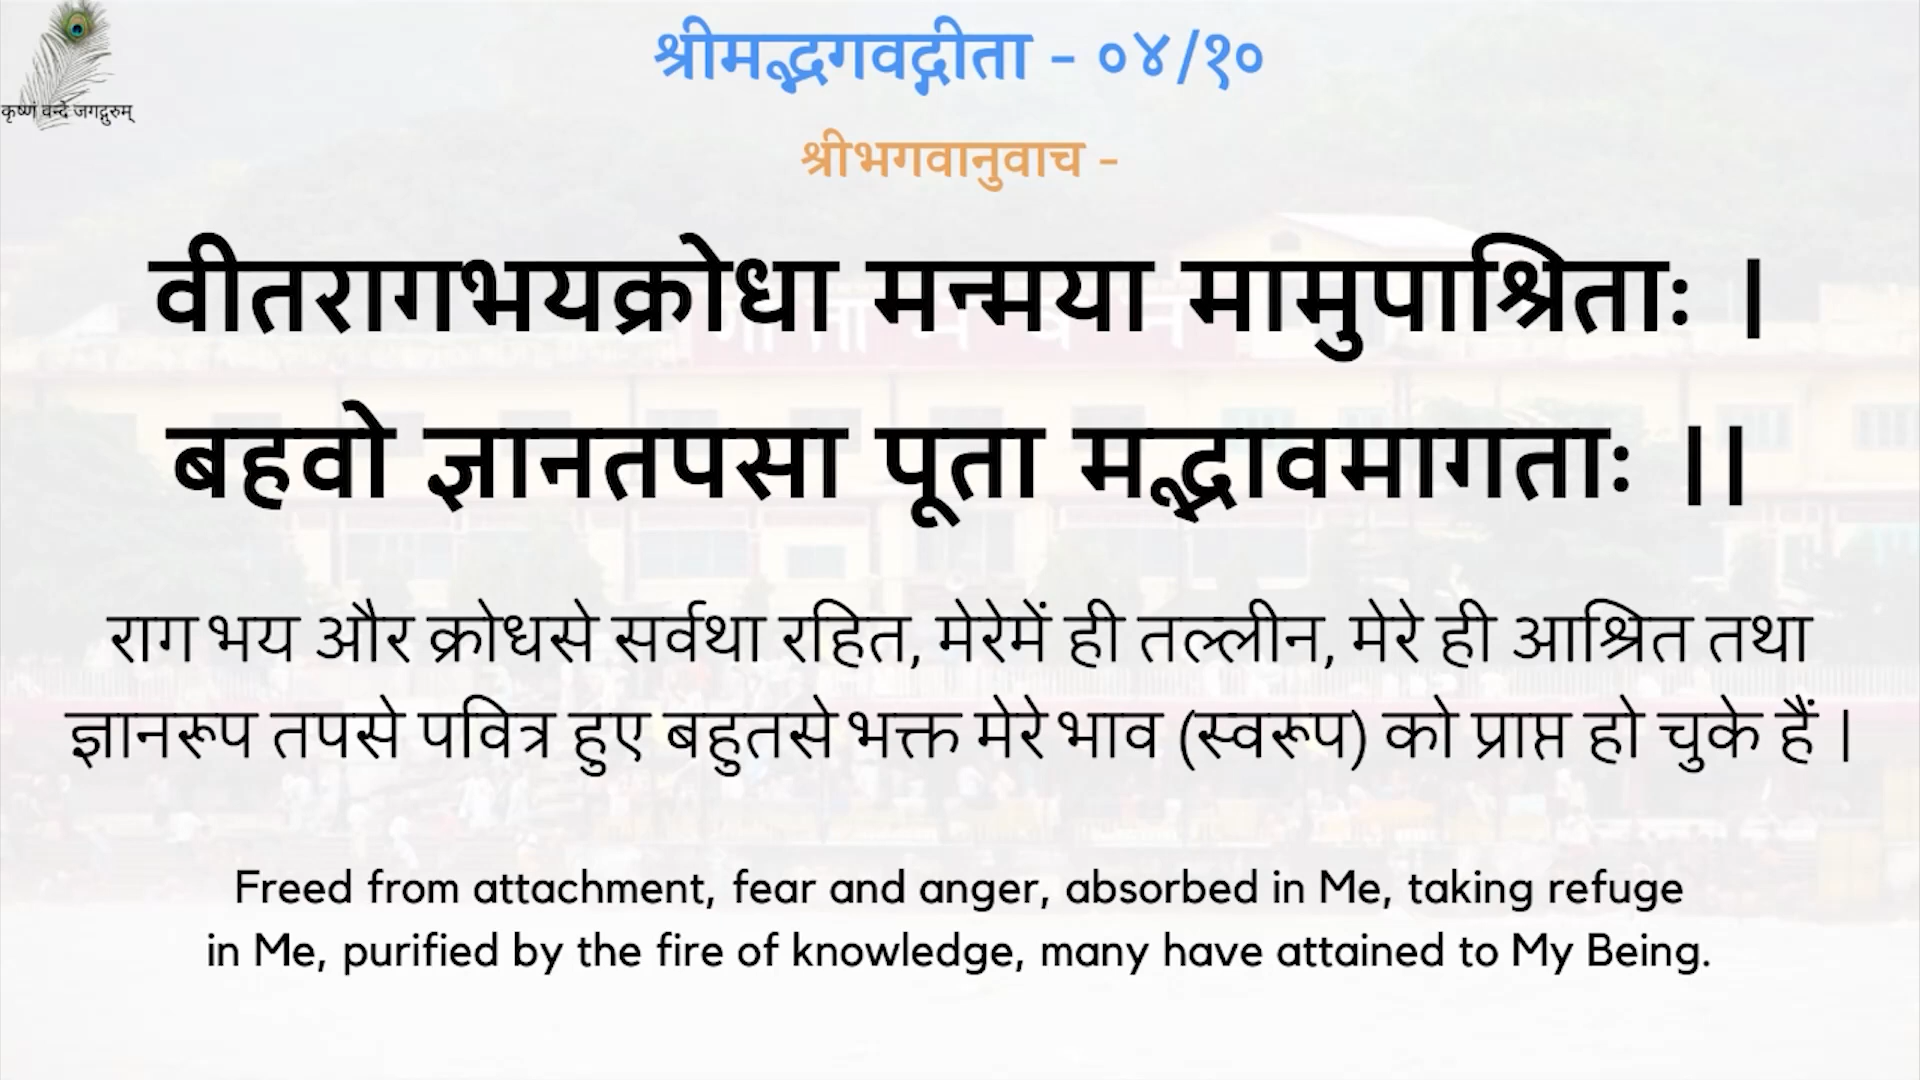 श्रीमद्भगवद्गीता - ०४/१०
कृष्णं वन्दे जगद्गुरुम्
श्रीभगवानुवाच -
वीतरागभयक्रोधा मन्मया मामुपाश्रिताः ।
बहवो ज्ञानतपसा पूता मद्भावमागताः ।।
राग भय और क्रोधसे सर्वथा रहित, मेरेमें ही तल्लीन, मेरे ही आश्रित तथा
ज्ञानरूप तपसे पवित्र हुए बहुतसे भक्त मेरे भाव (स्वरूप) को प्राप्त हो चुके हैं ।
Freed from attachment, fear and anger, absorbed in Me, taking refuge
in Me, purified by the fire of knowledge, many have attained to My Being.